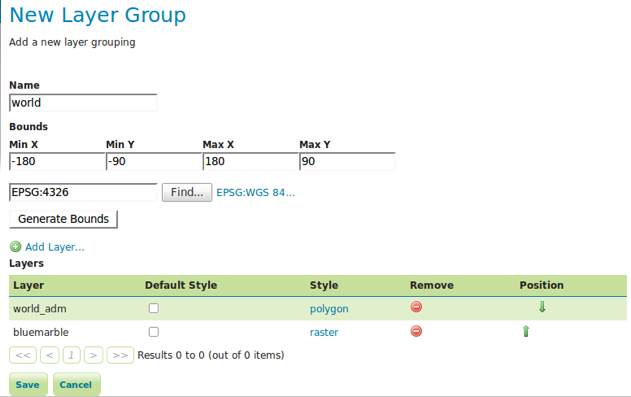 New Layer Group
Add a new layer grouping
Name
world
Bounds
Min X Min Y Max X Max Y
-180 -90 180 90
EPSG:4326 Find... EPSG:WGS 84...
Generate Bounds
Add Layer...
Layers
Layer Default Style Style Remove Position
world_adm polygon
bluemarble raster
<< < 1 > >> Results 0 to 0 (out of 0 items)
Save Cancel